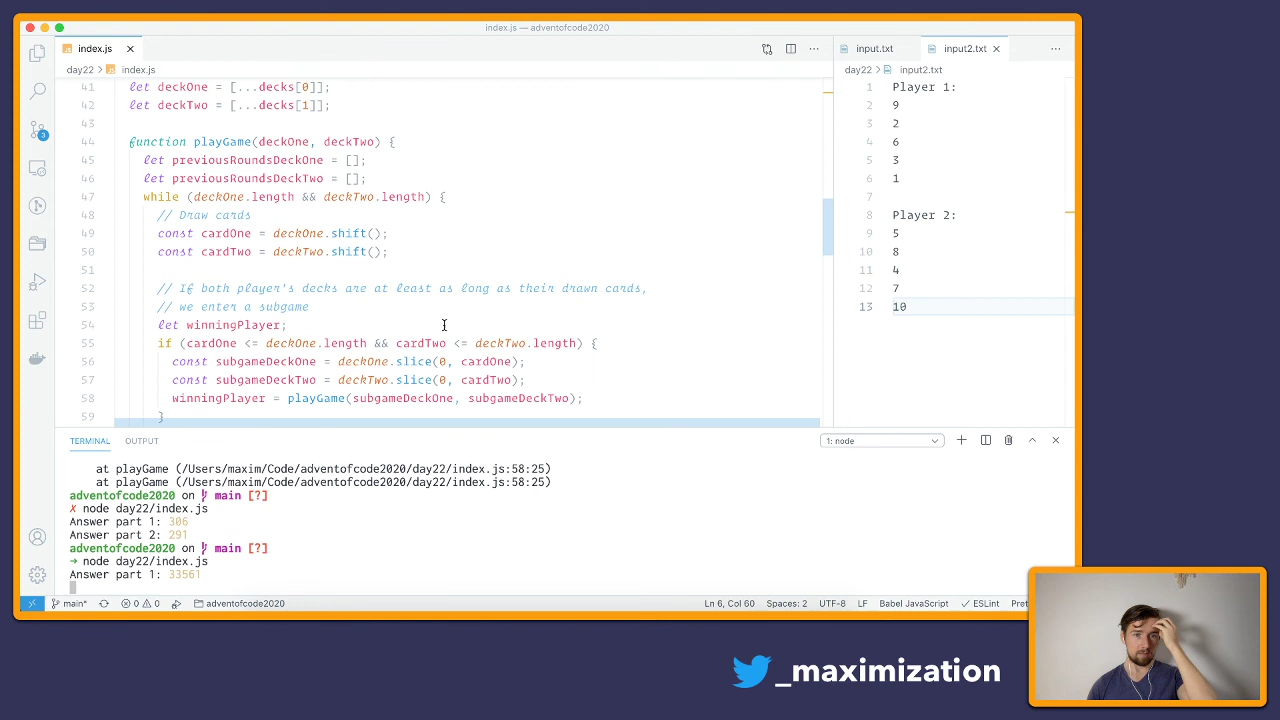 index.js — adventofcode2020
index.js
day22 > index.js
41 let deckOne = [...decks[0]];
42 let deckTwo = [...decks[1]];
43
44 function playGame(deckOne, deckTwo) {
45 let previousRoundsDeckOne = [];
46 let previousRoundsDeckTwo = [];
47 while (deckOne.length && deckTwo.length) {
48 // Draw cards
49 const cardOne = deckOne.shift();
50 const cardTwo = deckTwo.shift();
51
52 // If both player's decks are at least as long as their drawn cards,
53 // we enter a subgame
54 let winningPlayer;
55 if (cardOne <= deckOne.length && cardTwo <= deckTwo.length) {
56 const subgameDeckOne = deckOne.slice(0, cardOne);
57 const subgameDeckTwo = deckTwo.slice(0, cardTwo);
58 winningPlayer = playGame(subgameDeckOne, subgameDeckTwo);
59 }
input.txt input2.txt
day22 > input2.txt
1 Player 1:
2 9
3 2
4 6
5 3
6 1
7
8 Player 2:
9 5
10 8
11 4
12 7
13 10
TERMINAL OUTPUT
1: node
at playGame (/Users/maxim/Code/adventofcode2020/day22/index.js:58:25)
at playGame (/Users/maxim/Code/adventofcode2020/day22/index.js:58:25)
adventofcode2020 on main [?]
✗ node day22/index.js
Answer part 1: 306
Answer part 2: 291
adventofcode2020 on main [?]
➜ node day22/index.js
Answer part 1: 33561
3
main* 0 0 adventofcode2020 Ln 6, Col 60 Spaces: 2 UTF-8 LF Babel JavaScript ✓ ESLint Pret
_maximization